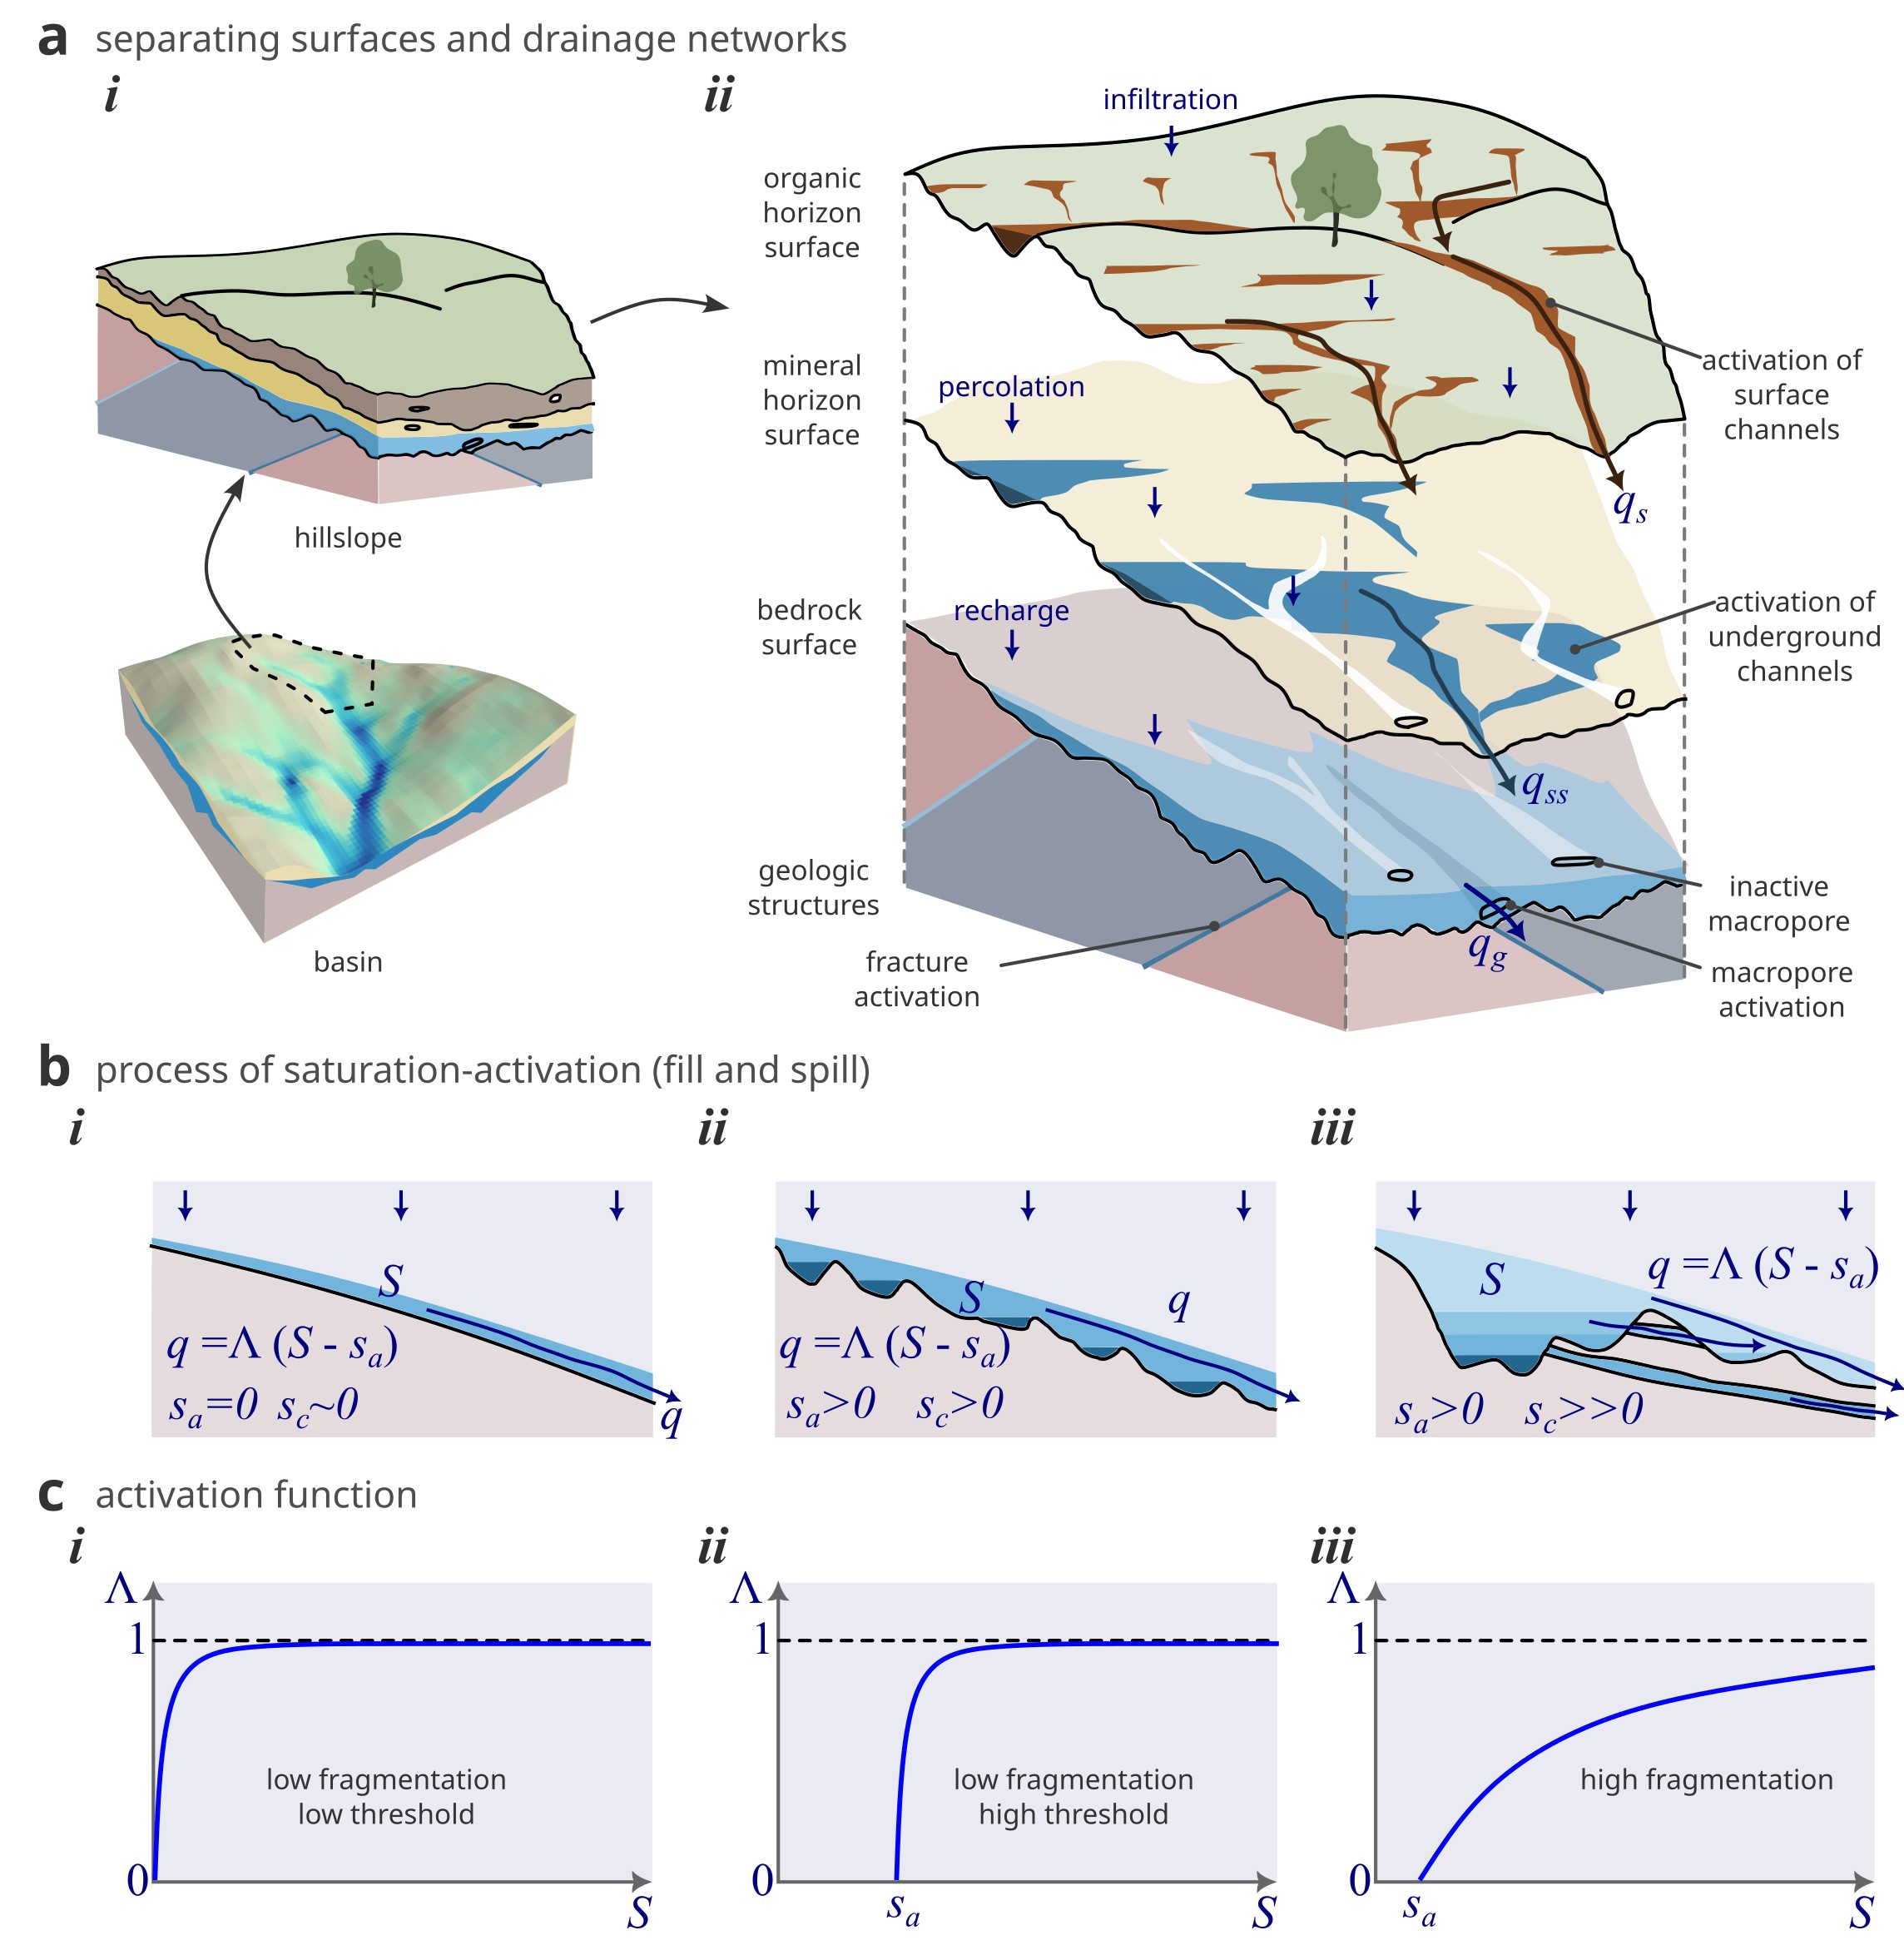 a separating surfaces and drainage networks
i
ii
infiltration
organic
horizon
surface
mineral
horizon
surface
percolation
activation of
surface
channels
q_s
hillslope
bedrock
surface
recharge
activation of
underground
channels
q_ss
geologic
structures
inactive
macropore
q_g
fracture
activation
macropore
activation
basin
b process of saturation-activation (fill and spill)
i
ii
iii
S
q =Λ (S - s_a)
s_a=0 s_c~0
q
S
q
q =Λ (S - s_a)
s_a>0 s_c>0
S
q =Λ (S - s_a)
s_a>0 s_c>>0
c activation function
i
ii
iii
Λ
1
low fragmentation
low threshold
0
S
Λ
1
low fragmentation
high threshold
0
s_a
S
Λ
1
high fragmentation
0
s_a
S